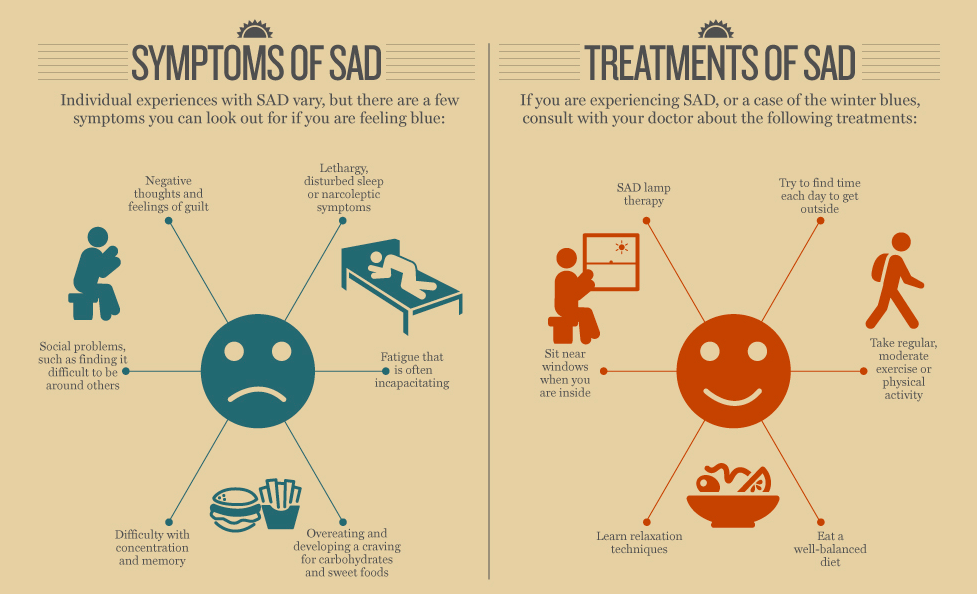 SYMPTOMS OF SAD
Individual experiences with SAD vary, but there are a few
symptoms you can look out for if you are feeling blue:
Negative
thoughts and
feelings of guilt
Lethargy,
disturbed sleep
or narcoleptic
symptoms
Social problems,
such as finding it
difficult to be
around others
Fatigue that
is often
incapacitating
Difficulty with
concentration
and memory
Overeating and
developing a craving
for carbohydrates
and sweet foods
TREATMENTS OF SAD
If you are experiencing SAD, or a case of the winter blues,
consult with your doctor about the following treatments:
SAD lamp
therapy
Try to find time
each day to get
outside
Sit near
windows
when you
are inside
Take regular,
moderate
exercise or
physical
activity
Learn relaxation
techniques
Eat a
well-balanced
diet